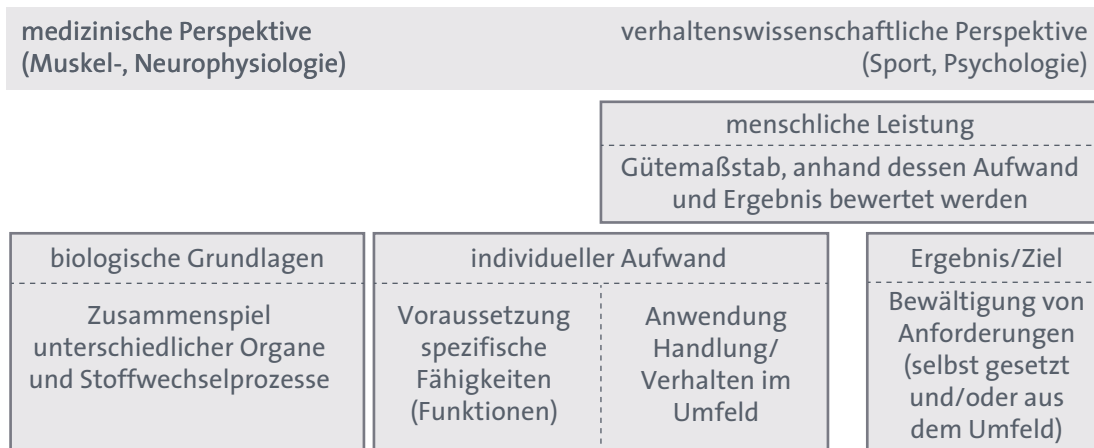 medizinische Perspektive
(Muskel-, Neurophysiologie)
verhaltenswissenschaftliche Perspektive
(Sport, Psychologie)
menschliche Leistung
Gütemaßstab, anhand dessen Aufwand
und Ergebnis bewertet werden
biologische Grundlagen
Zusammenspiel
unterschiedlicher Organe
und Stoffwechselprozesse
individueller Aufwand
Voraussetzung
spezifische
Fähigkeiten
(Funktionen)
Anwendung
Handlung/
Verhalten im
Umfeld
Ergebnis/Ziel
Bewältigung von
Anforderungen
(selbst gesetzt
und/oder aus
dem Umfeld)